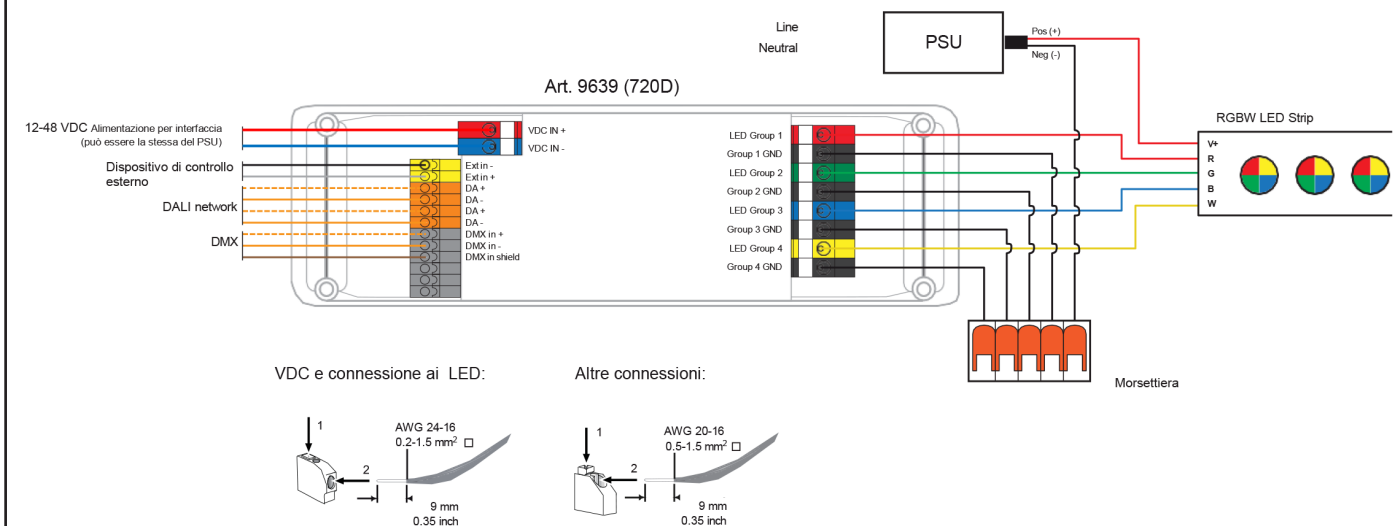 Line
Neutral
PSU
Pos (+)
Neg (-)
Art. 9639 (720D)
12-48 VDC Alimentazione per interfaccia
(può essere la stessa del PSU)
Dispositivo di controllo
esterno
DALI network
DMX
VDC IN +
VDC IN -
Ext in -
Ext in +
DA +
DA -
DA +
DA -
DMX in +
DMX in -
DMX in shield
LED Group 1
Group 1 GND
LED Group 2
Group 2 GND
LED Group 3
Group 3 GND
LED Group 4
Group 4 GND
RGBW LED Strip
V+
R
G
B
W
Morsettiera
VDC e connessione ai LED:
1
2
AWG 24-16
0.2-1.5 mm² □
9 mm
0.35 inch
Altre connessioni:
1
2
AWG 20-16
0.5-1.5 mm² □
9 mm
0.35 inch